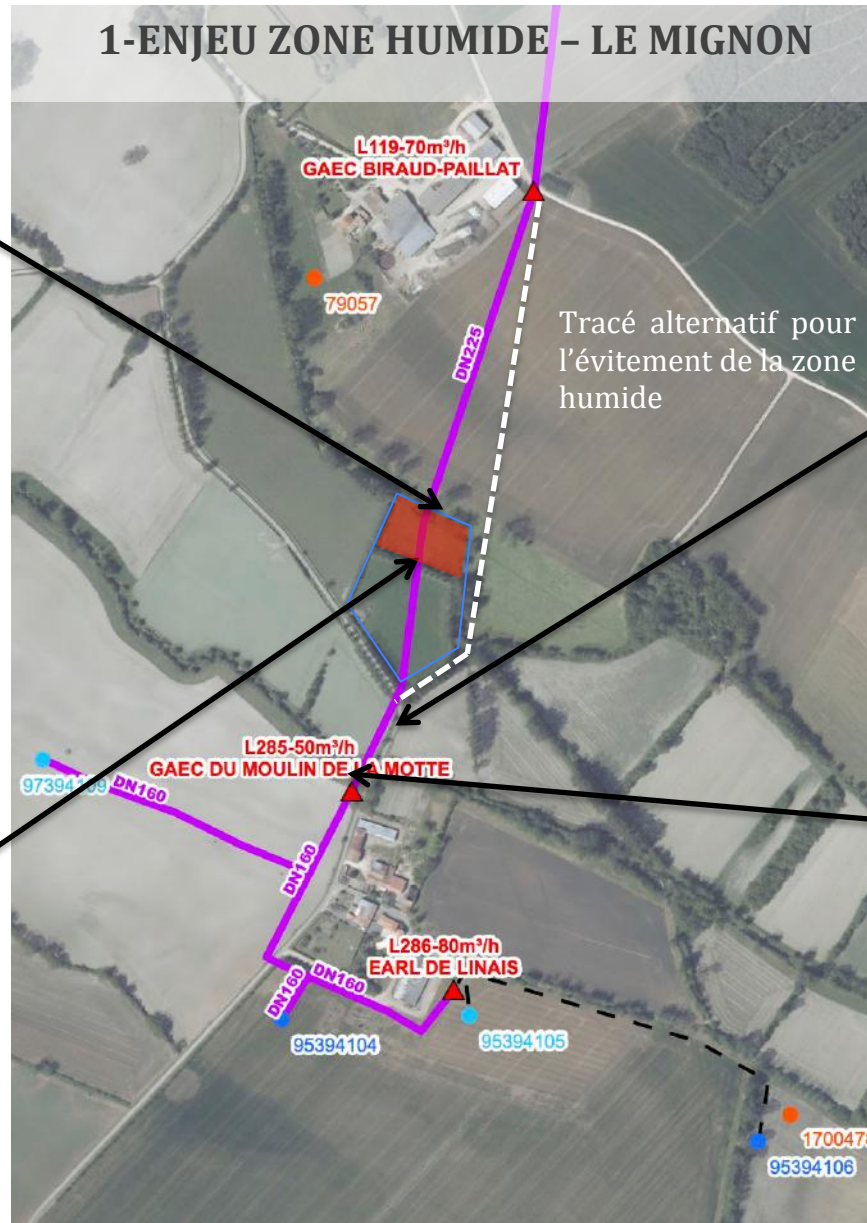 1-ENJEU ZONE HUMIDE – LE MIGNON
L119-70m³/h
GAEC BIRAUD-PAILLAT
79057
DN225
Tracé alternatif pour
l'évitement de la zone
humide
L285-50m³/h
GAEC DU MOULIN DE LA MOTTE
97394109
DN160
DN160
L286-80m³/h
EARL DE LINAIS
DN160
DN160
95394104
95394105
95394106